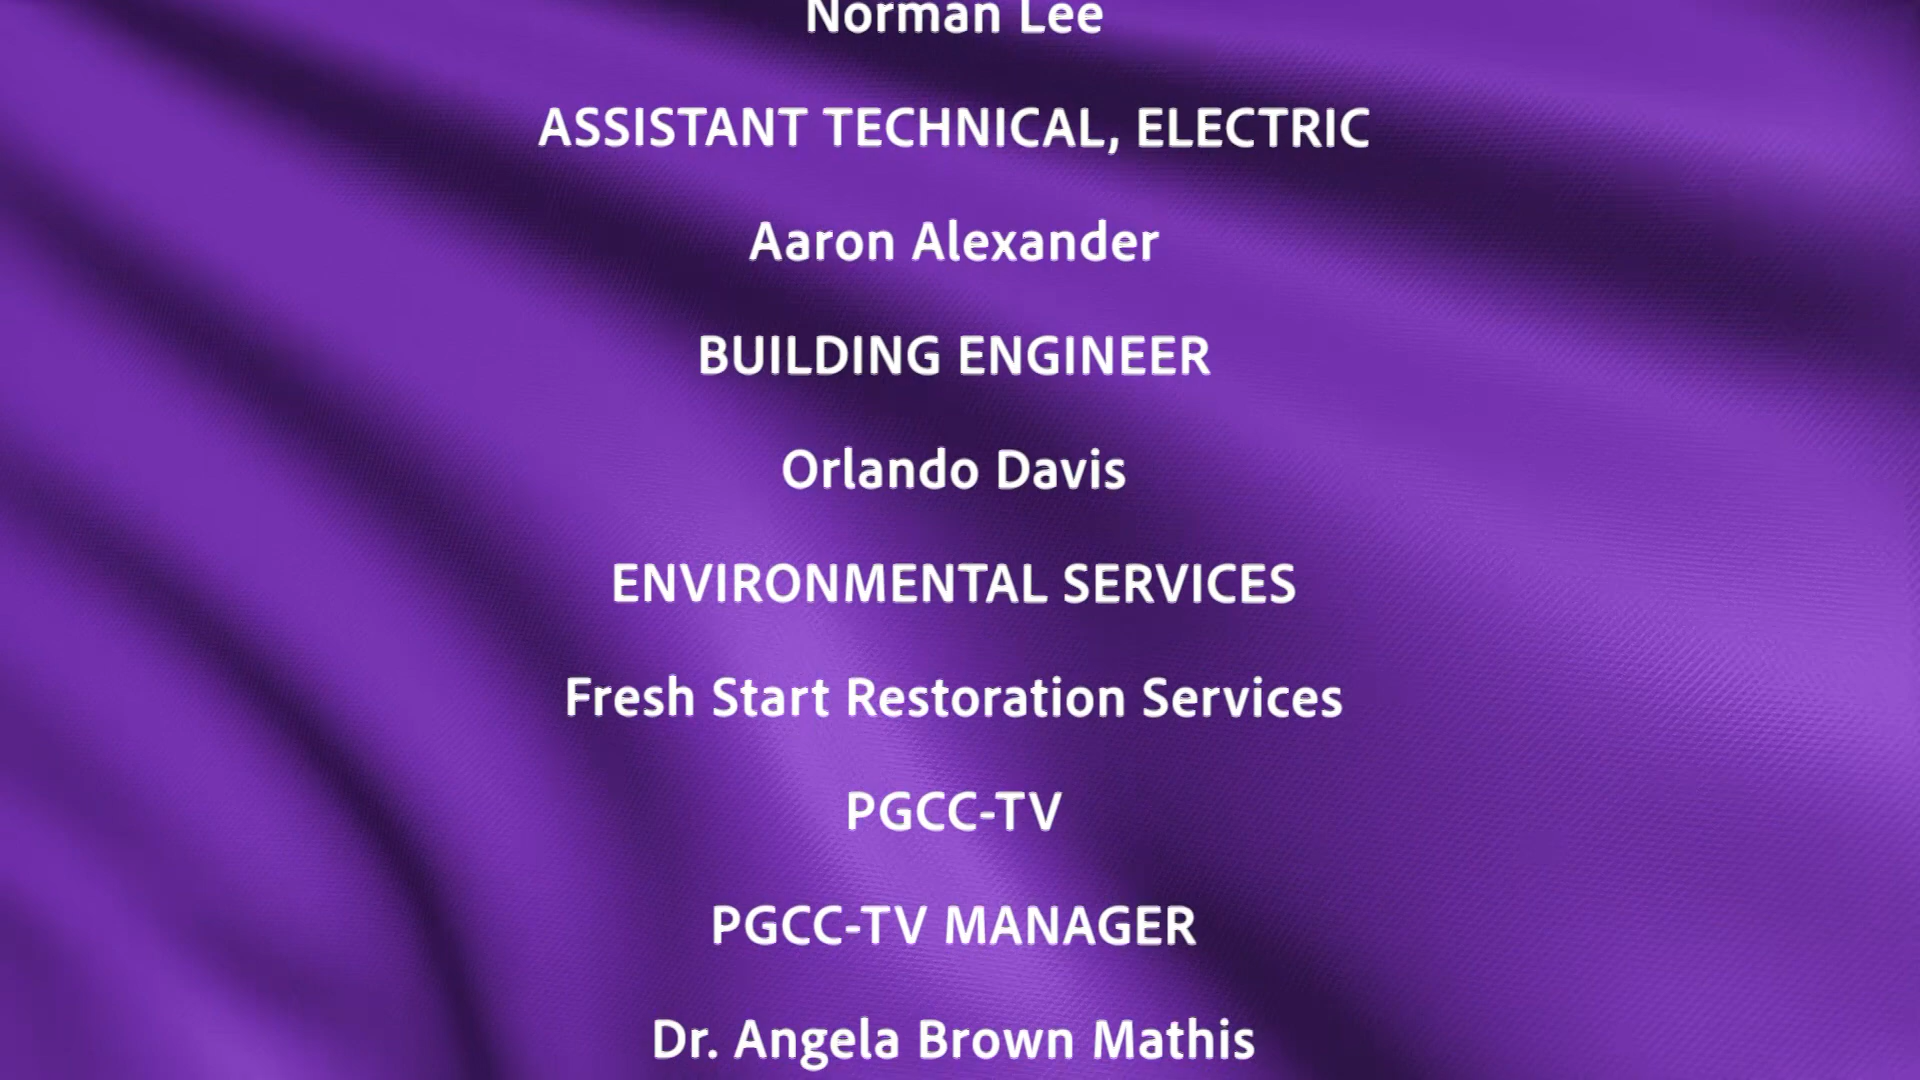 Norman Lee
ASSISTANT TECHNICAL, ELECTRIC
Aaron Alexander
BUILDING ENGINEER
Orlando Davis
ENVIRONMENTAL SERVICES
Fresh Start Restoration Services
PGCC-TV
PGCC-TV MANAGER
Dr. Angela Brown Mathis